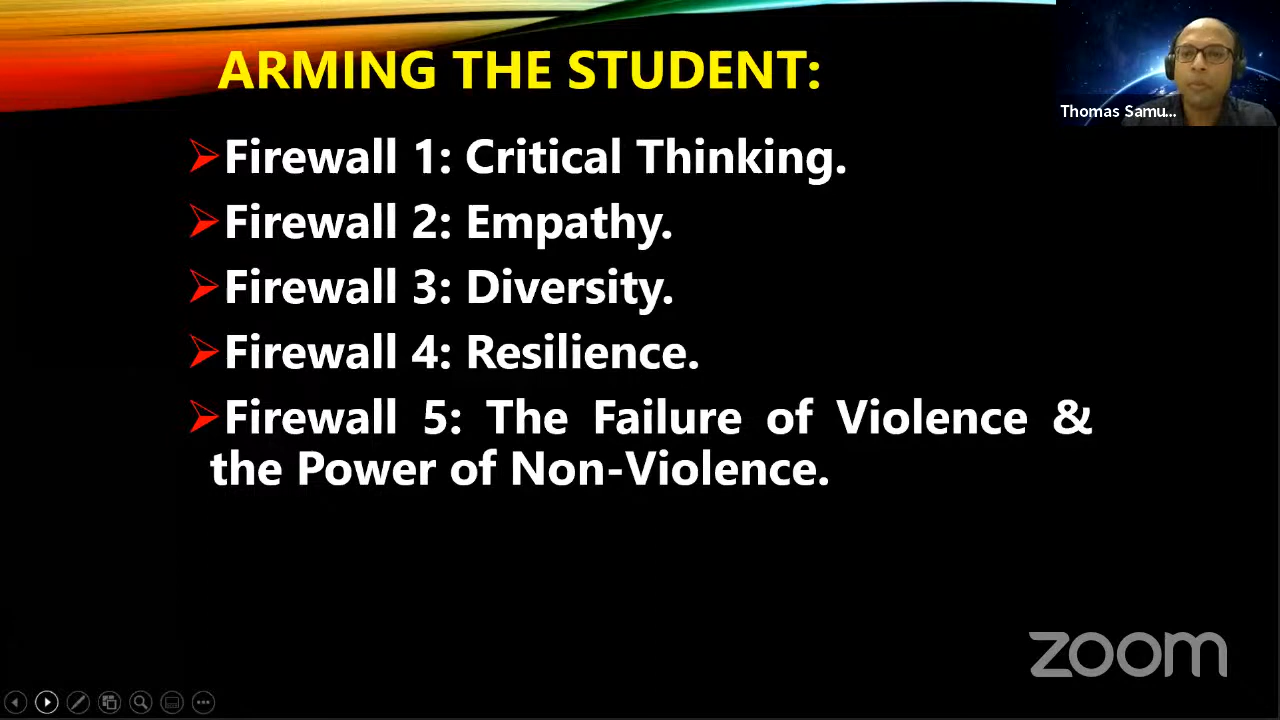 ARMING THE STUDENT:
Thomas Samu...
Firewall 1: Critical Thinking.
Firewall 2: Empathy.
Firewall 3: Diversity.
Firewall 4: Resilience.
Firewall 5: The Failure of Violence &
the Power of Non-Violence.
zoom